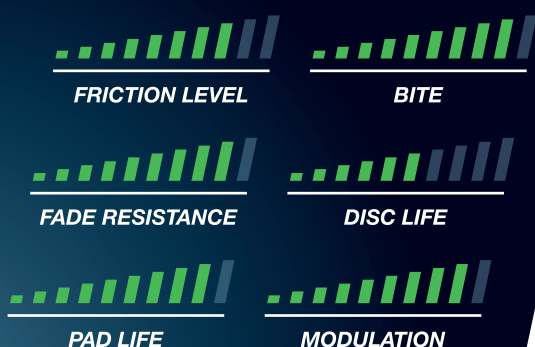 FRICTION LEVEL
BITE
FADE RESISTANCE
DISC LIFE
PAD LIFE
MODULATION